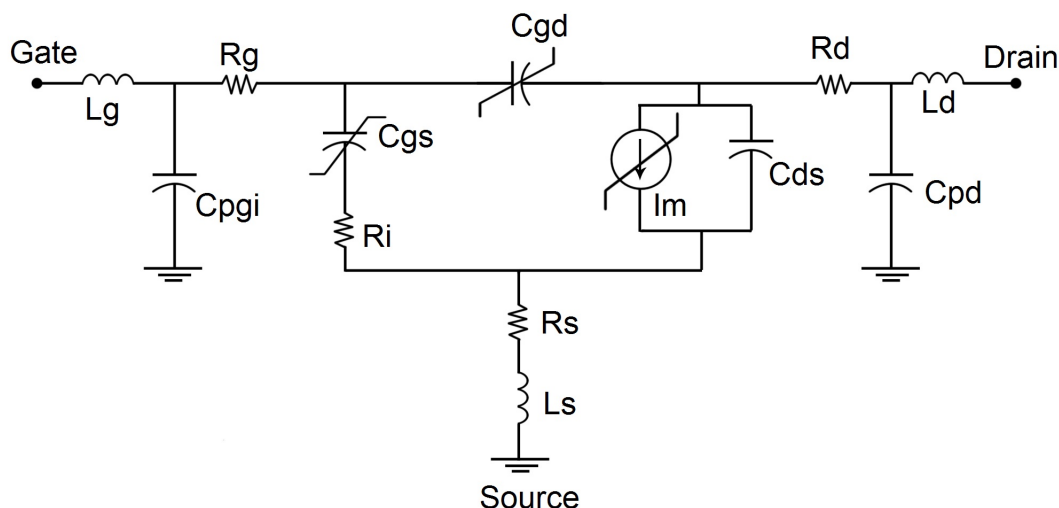 Cgd
Gate
Rg
Rd
Drain
Lg
Ld
Cgs
Cds
Cpgi
Im
Cpd
Ri
Rs
Ls
Source